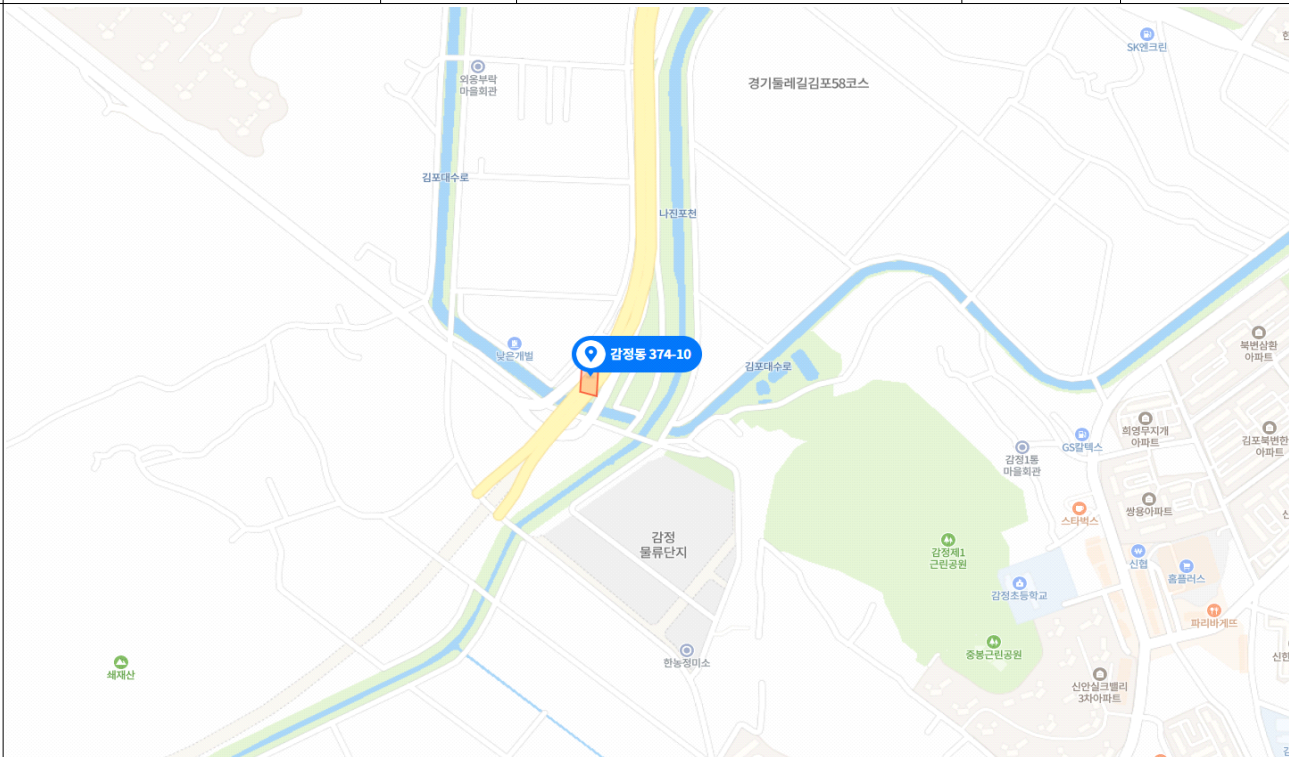 SK엔크린
외옹부락
마을회관
경기둘레길김포58코스
김포대수로
나진포천
낮은개벌
감정동 374-10
김포대수로
북변삼환
아파트
희영무지개
아파트
GS칼텍스
김포북변한
아파트
감정1통
마을회관
쌍용아파트
스타벅스
감정
물류단지
감정제1
근린공원
신협
홈플러스
감정초등학교
파리바게뜨
중봉근린공원
한농정미소
쇄재산
신안실크밸리
3차아파트
신한